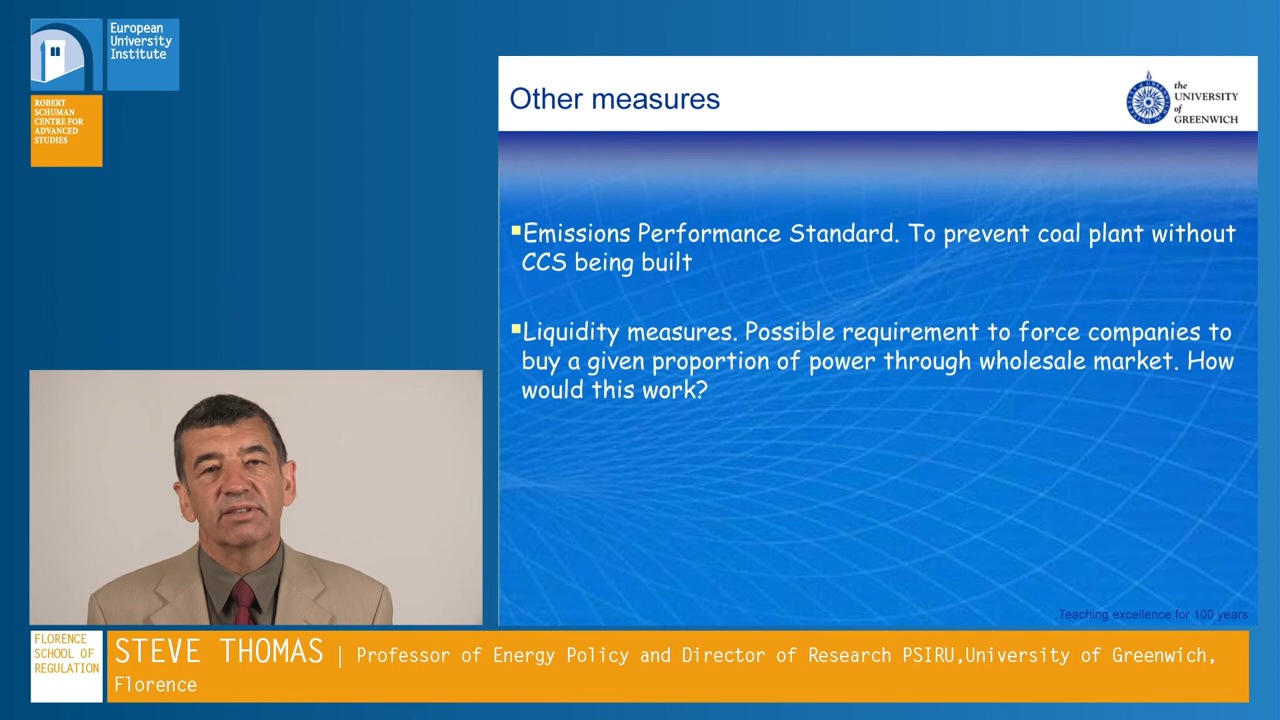 European
University
Institute
ROBERT
SCHUMAN
CENTRE FOR
ADVANCED
STUDIES
Other measures
the
UNIVERSITY
of
GREENWICH
Emissions Performance Standard. To prevent coal plant without
CCS being built
Liquidity measures. Possible requirement to force companies to
buy a given proportion of power through wholesale market. How
would this work?
Teaching excellence for 100 years
FLORENCE
SCHOOL OF
REGULATION
STEVE THOMAS | Professor of Energy Policy and Director of Research PSIRU,University of Greenwich,
Florence